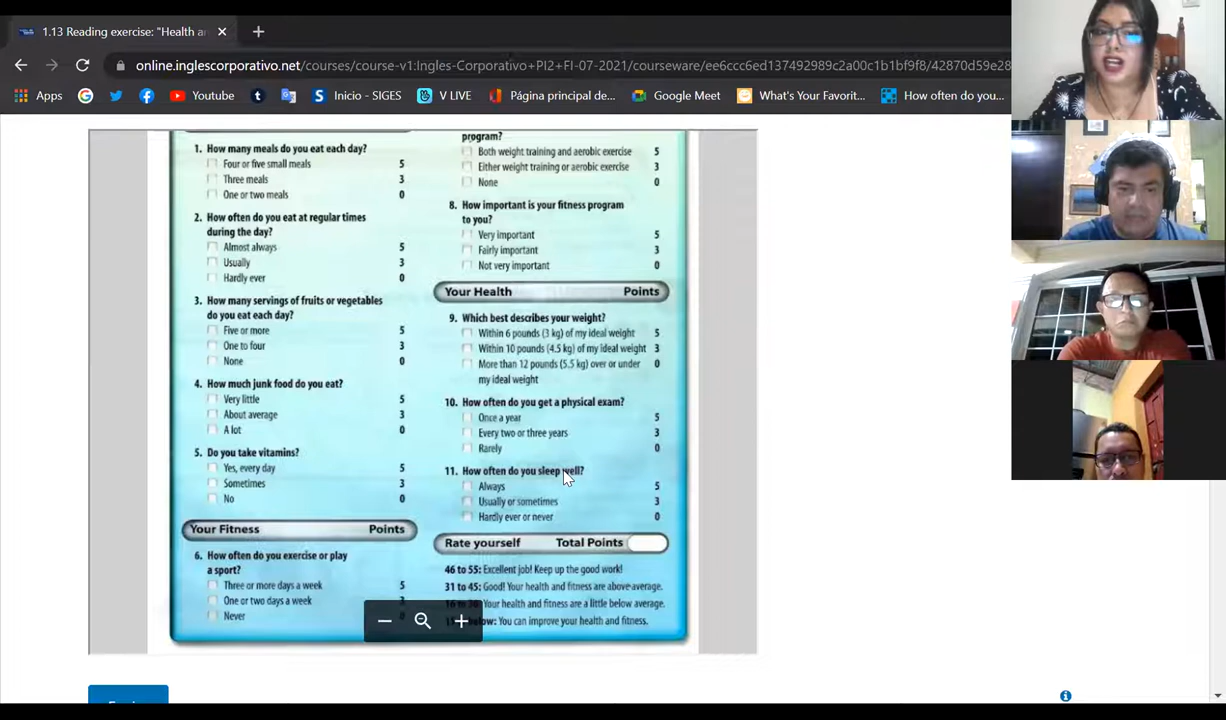 1.13 Reading exercise: "Health a
online.inglescorporativo.net/courses/course-v1:Ingles-Corporativo+PI2+FI-07-2021/courseware/ee6ccc6ed137492989c2a00c1b1bf9f8/42870d59e28
Apps
Youtube
Inicio - SIGES
V LIVE
Página principal de...
Google Meet
What's Your Favorit...
How often do you...
1. How many meals do you eat each day?
Four or five small meals 5
Three meals 3
One or two meals 0
2. How often do you eat at regular times
during the day?
Almost always 5
Usually 3
Hardly ever 0
3. How many servings of fruits or vegetables
do you eat each day?
Five or more 5
One to four 3
None 0
4. How much junk food do you eat?
Very little 5
About average 3
A lot 0
5. Do you take vitamins?
Yes, every day 5
Sometimes 3
No 0
Your Fitness Points
6. How often do you exercise or play
a sport?
Three or more days a week 5
One or two days a week 3
Never
program?
Both weight training and aerobic exercise 5
Either weight training or aerobic exercise 3
None 0
8. How important is your fitness program
to you?
Very important 5
Fairly important 3
Not very important 0
Your Health Points
9. Which best describes your weight?
Within 6 pounds (3 kg) of my ideal weight 5
Within 10 pounds (4.5 kg) of my ideal weight 3
More than 12 pounds (5.5 kg) over or under 0
my ideal weight
10. How often do you get a physical exam?
Once a year 5
Every two or three years 3
Rarely 0
11. How often do you sleep well?
Always 5
Usually or sometimes 3
Hardly ever or never 0
Rate yourself Total Points
46 to 55: Excellent job! Keep up the good work!
31 to 45: Good! Your health and fitness are above average.
Your health and fitness are a little below average.
You can improve your health and fitness.